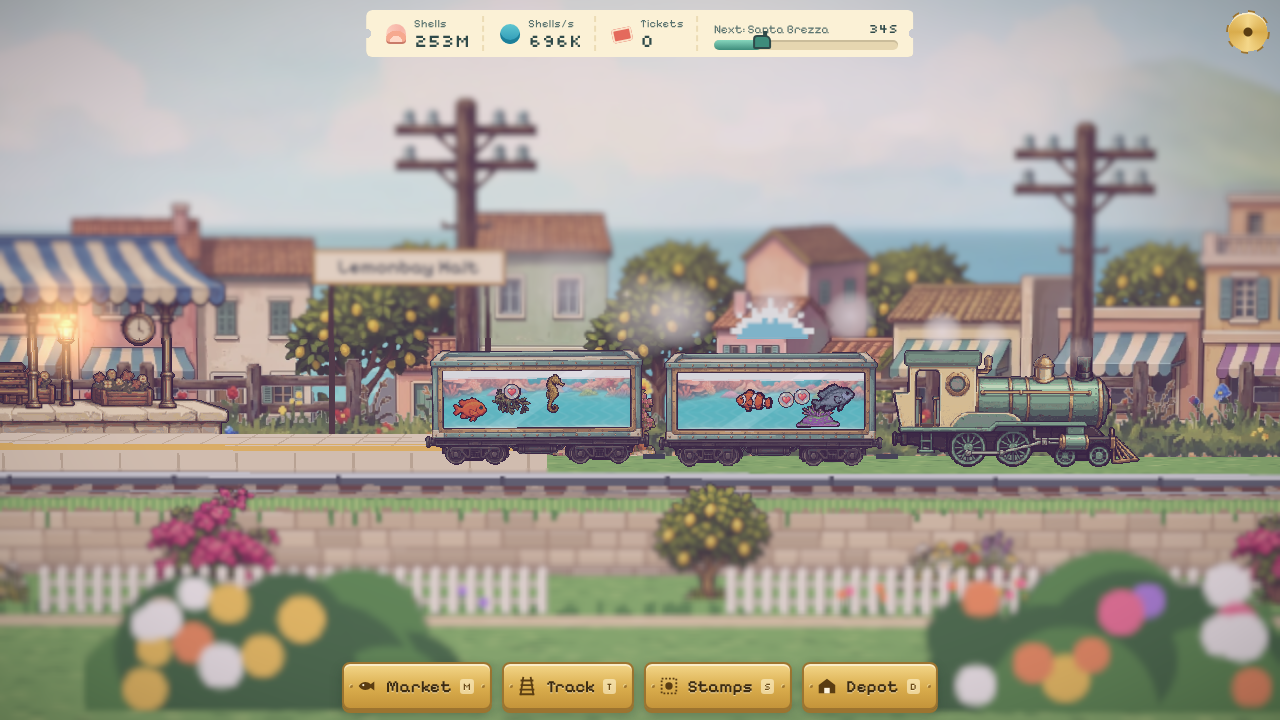 Shells
253M
Shells/s
696K
Tickets
0
Next: Santa Brezza
34S
Lemonbay Halt
Market M
Track T
Stamps S
Depot D